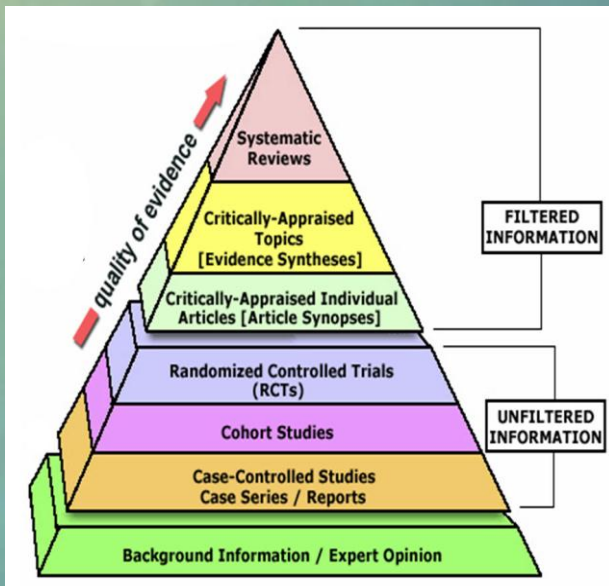 quality of evidence
Systematic
Reviews
Critically-Appraised
Topics
[Evidence Syntheses]
Critically-Appraised Individual
Articles [Article Synopses]
FILTERED
INFORMATION
Randomized Controlled Trials
(RCTs)
Cohort Studies
Case-Controlled Studies
Case Series / Reports
UNFILTERED
INFORMATION
Background Information / Expert Opinion